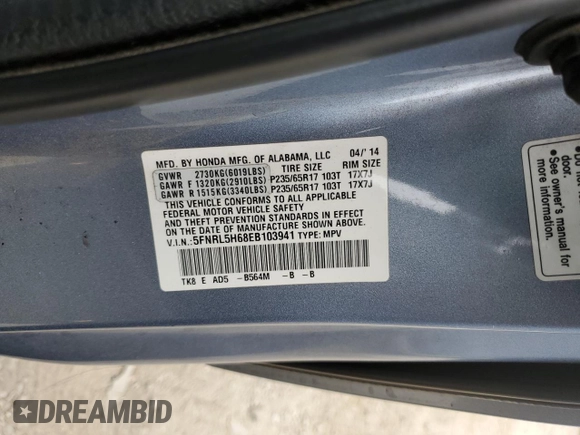 MFD. BY HONDA MFG. OF ALABAMA, LLC 04/'14
GVWR 2730KG(6019LBS) TIRE SIZE RIM SIZE
GAWR F 1320KG(2910LBS) P235/65R17 103T 17X7J
GAWR R 1515KG(3340LBS) P235/65R17 103T 17X7J
THIS VEHICLE CONFORMS TO ALL APPLICABLE
FEDERAL MOTOR VEHICLE SAFETY
AND THEFT PREVENTION STANDARDS IN EFFECT
ON THE DATE OF MANUFACTURE SHOWN ABOVE.
V.I.N.:5FNRL5H68EB103941 TYPE: MPV
TK8 E AD5 -B564M -B -B
door.
• See owner's
manual for
DREAMBID